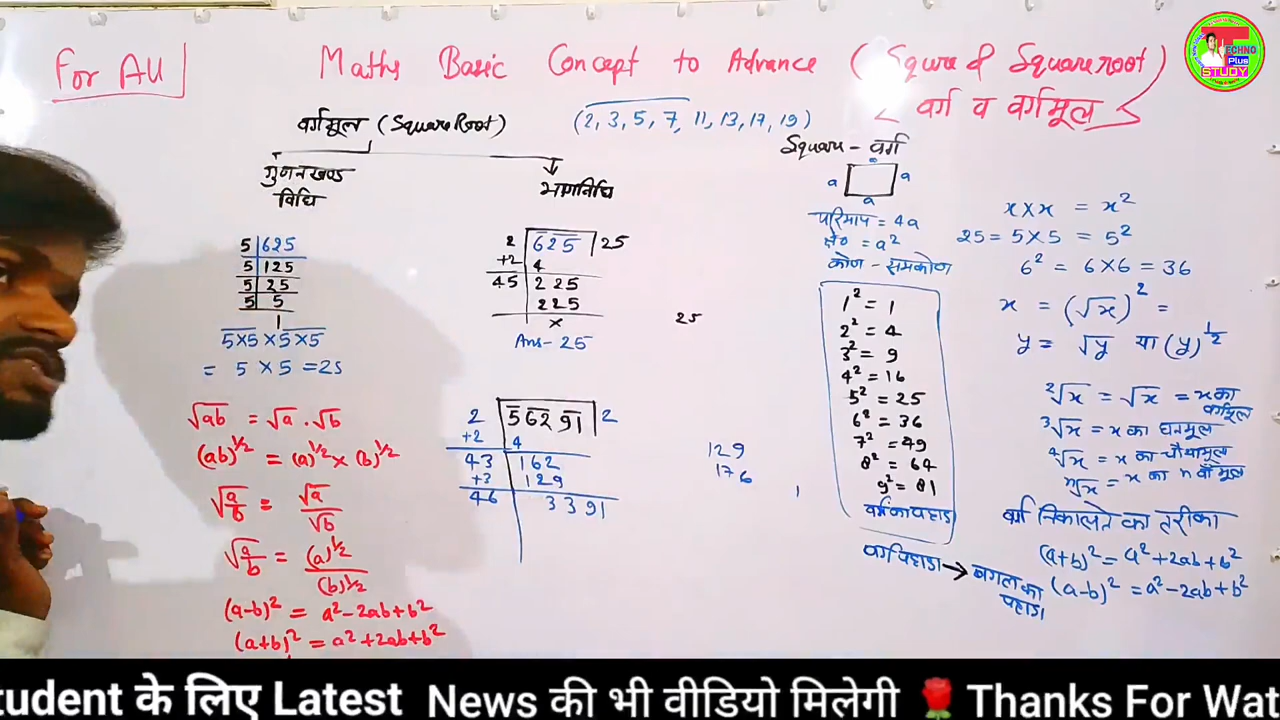 For All
Maths Basic Concept to Advance (Squre & Square root)
वर्ग व वर्गमूल
TECHNO
Plus
STUDY
वर्गमूल (Square Root)
(2, 3, 5, 7, 11, 13, 17, 19)
गुणनखण्ड
विधि
5 | 625
5 | 125
5 | 25
5 | 5
1
5×5 × 5×5
= 5 × 5 = 25
√ab = √a . √b
(ab)^1/2 = (a)^1/2 × (b)^1/2
√a/b = √a/√b
√a/b = (a)^1/2/(b)^1/2
(a-b)² = a²-2ab+b²
(a+b)² = a²+2ab+b²
2 | 625 | 25
+2 | 4
45 | 2 25
225
×
Ans- 25
25
2 | 56291 | 2
+2 | 4
43 | 162
+3 | 129
46 | 3391
129
176
Square - वर्ग
a
a a
a
परिमाप = 4a
क्षे० = a²
कोण - समकोण
1² = 1
2² = 4
3² = 9
4² = 16
5² = 25
6² = 36
7² = 49
8² = 64
9² = 81
वर्ग का पहाड़ा
वर्ग पहाड़ा → बगल का
पहाड़ा
x × x = x²
25 = 5×5 = 5²
6² = 6×6 = 36
x = (√x)² =
y = √y या (y)^1/2
²√x = √x = x का
वर्गमूल
³√x = x का घनमूल
⁴√x = x का चौथामूल
ⁿ√x = x का n वाँ मूल
वर्ग निकालने का तरीका
(a+b)² = a²+2ab+b²
(a-b)² = a²-2ab+b²
tudent के लिए Latest News की भी वीडियो मिलेगी 🌹Thanks For Wat